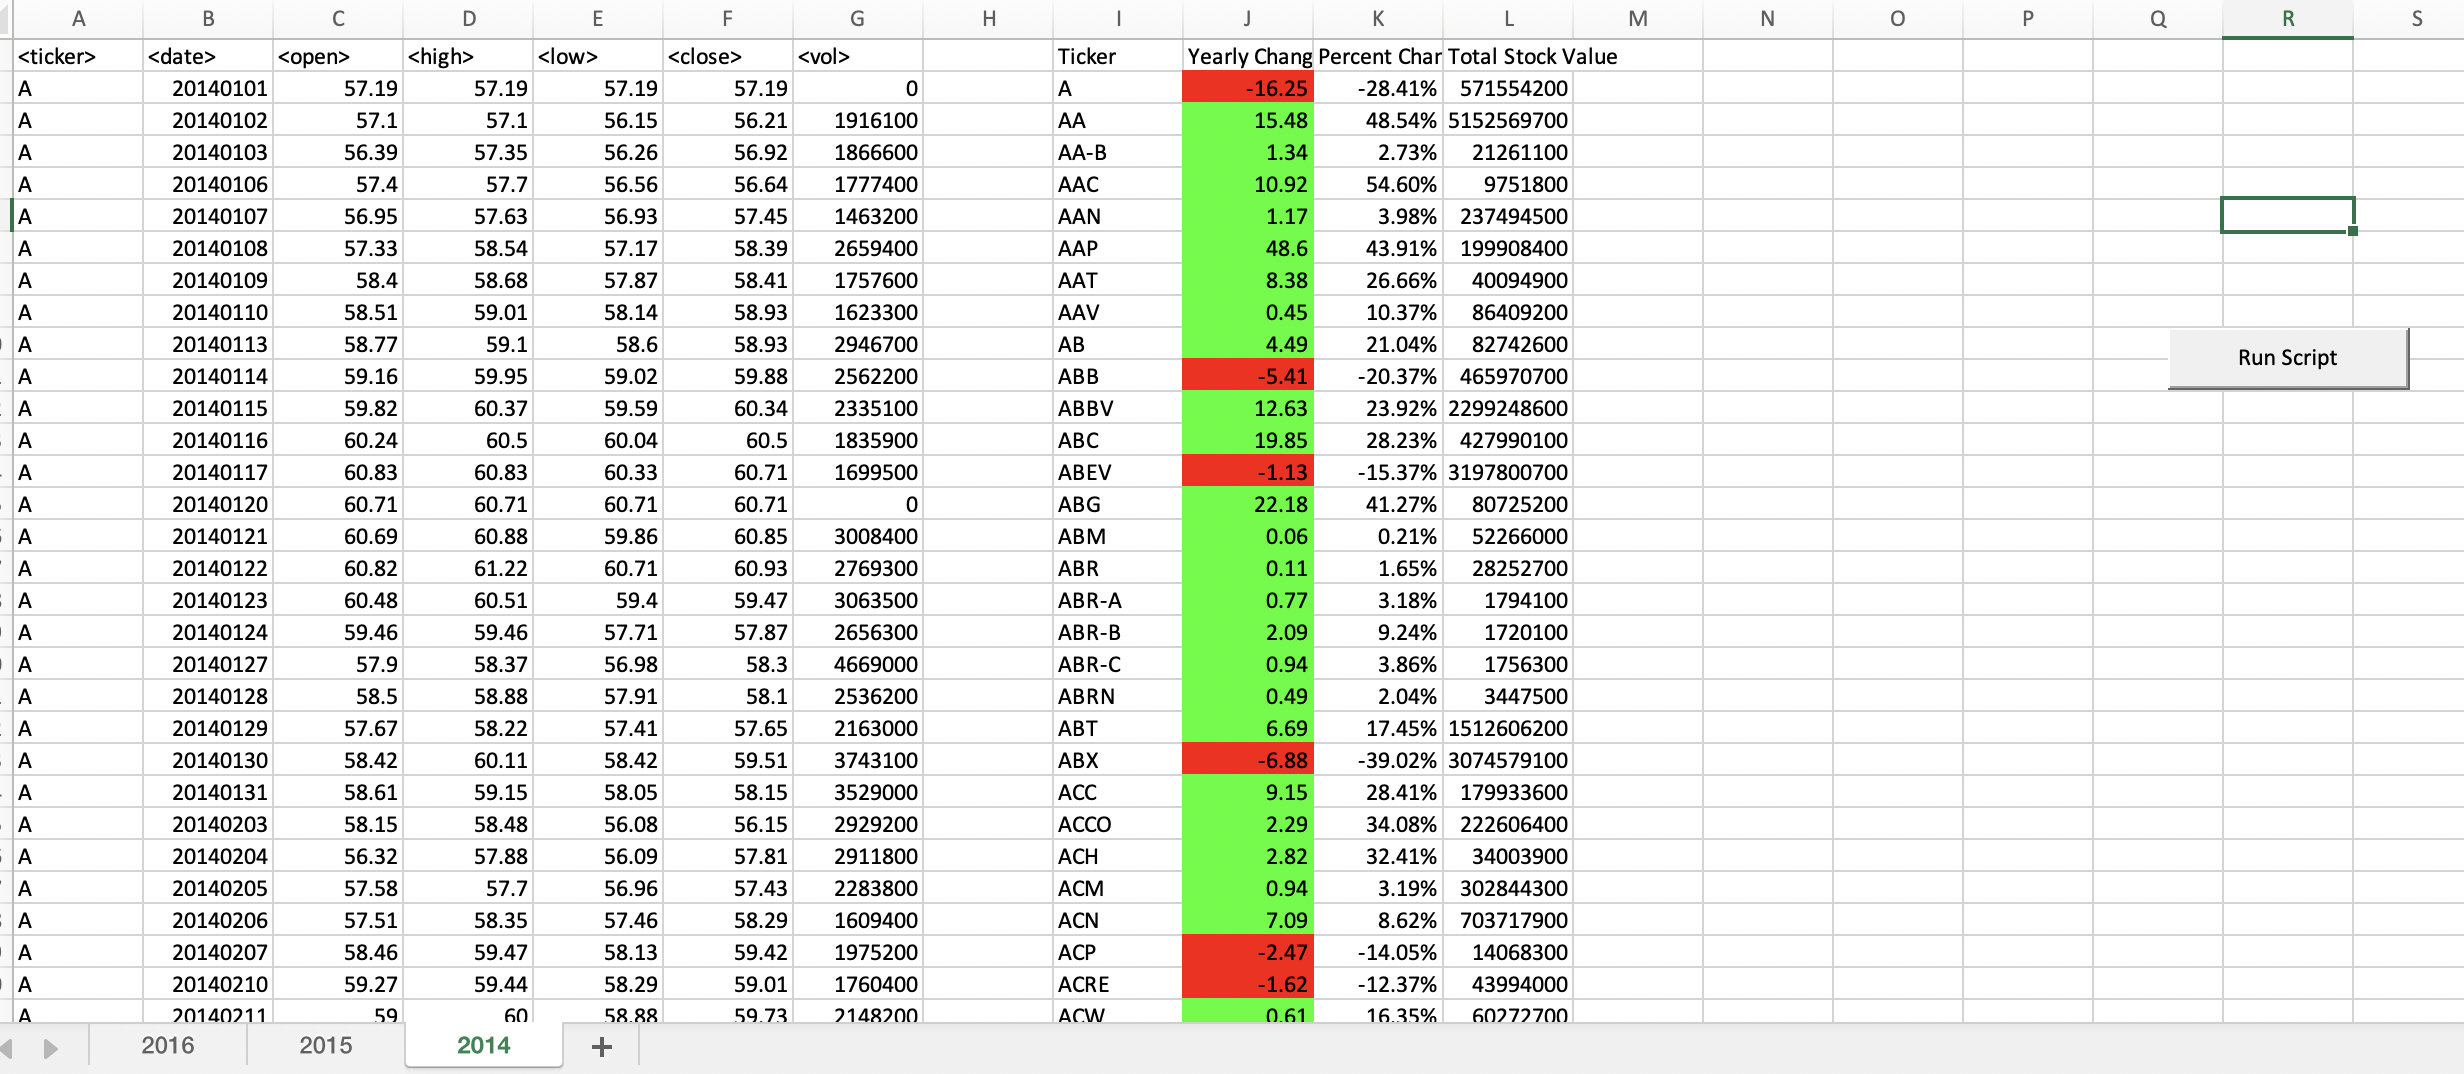 A B C D E F G H I J K L M N O P Q R S
<ticker> <date> <open> <high> <low> <close> <vol> Ticker Yearly Chang Percent Char Total Stock Value
A 20140101 57.19 57.19 57.19 57.19 0 A -16.25 -28.41% 571554200
A 20140102 57.1 57.1 56.15 56.21 1916100 AA 15.48 48.54% 5152569700
A 20140103 56.39 57.35 56.26 56.92 1866600 AA-B 1.34 2.73% 21261100
A 20140106 57.4 57.7 56.56 56.64 1777400 AAC 10.92 54.60% 9751800
A 20140107 56.95 57.63 56.93 57.45 1463200 AAN 1.17 3.98% 237494500
A 20140108 57.33 58.54 57.17 58.39 2659400 AAP 48.6 43.91% 199908400
A 20140109 58.4 58.68 57.87 58.41 1757600 AAT 8.38 26.66% 40094900
A 20140110 58.51 59.01 58.14 58.93 1623300 AAV 0.45 10.37% 86409200
A 20140113 58.77 59.1 58.6 58.93 2946700 AB 4.49 21.04% 82742600
Run Script
A 20140114 59.16 59.95 59.02 59.88 2562200 ABB -5.41 -20.37% 465970700
A 20140115 59.82 60.37 59.59 60.34 2335100 ABBV 12.63 23.92% 2299248600
A 20140116 60.24 60.5 60.04 60.5 1835900 ABC 19.85 28.23% 427990100
A 20140117 60.83 60.83 60.33 60.71 1699500 ABEV -1.13 -15.37% 3197800700
A 20140120 60.71 60.71 60.71 60.71 0 ABG 22.18 41.27% 80725200
A 20140121 60.69 60.88 59.86 60.85 3008400 ABM 0.06 0.21% 52266000
A 20140122 60.82 61.22 60.71 60.93 2769300 ABR 0.11 1.65% 28252700
A 20140123 60.48 60.51 59.4 59.47 3063500 ABR-A 0.77 3.18% 1794100
A 20140124 59.46 59.46 57.71 57.87 2656300 ABR-B 2.09 9.24% 1720100
A 20140127 57.9 58.37 56.98 58.3 4669000 ABR-C 0.94 3.86% 1756300
A 20140128 58.5 58.88 57.91 58.1 2536200 ABRN 0.49 2.04% 3447500
A 20140129 57.67 58.22 57.41 57.65 2163000 ABT 6.69 17.45% 1512606200
A 20140130 58.42 60.11 58.42 59.51 3743100 ABX -6.88 -39.02% 3074579100
A 20140131 58.61 59.15 58.05 58.15 3529000 ACC 9.15 28.41% 179933600
A 20140203 58.15 58.48 56.08 56.15 2929200 ACCO 2.29 34.08% 222606400
A 20140204 56.32 57.88 56.09 57.81 2911800 ACH 2.82 32.41% 34003900
A 20140205 57.58 57.7 56.96 57.43 2283800 ACM 0.94 3.19% 302844300
A 20140206 57.51 58.35 57.46 58.29 1609400 ACN 7.09 8.62% 703717900
A 20140207 58.46 59.47 58.13 59.42 1975200 ACP -2.47 -14.05% 14068300
A 20140210 59.27 59.44 58.29 59.01 1760400 ACRE -1.62 -12.37% 43994000
A 20140211 59 60 58.88 59.73 2148200 ACW 0.61 16.35% 60272700
2016 2015 2014 +